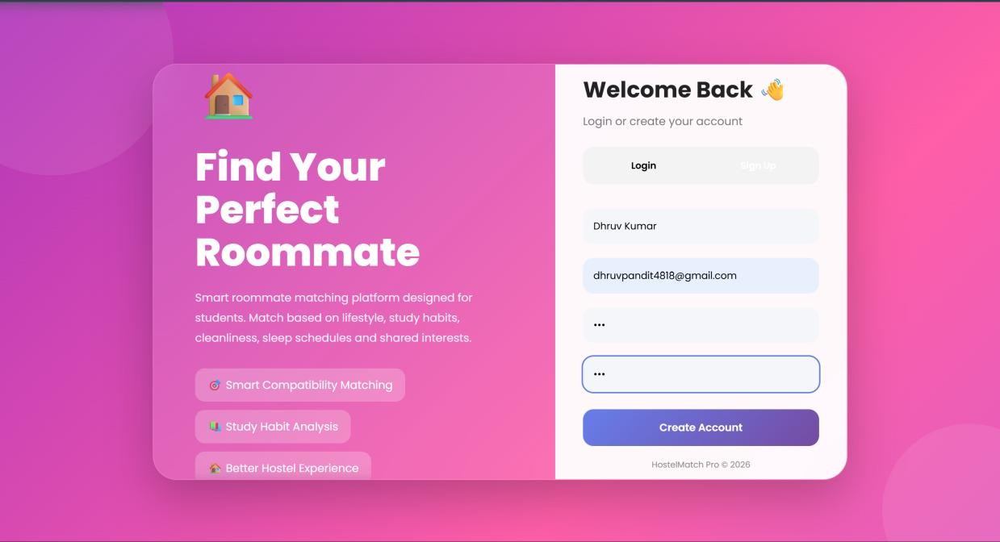 Find Your
Perfect
Roommate
Smart roommate matching platform designed for
students. Match based on lifestyle, study habits,
cleanliness, sleep schedules and shared interests.
🎯 Smart Compatibility Matching
📚 Study Habit Analysis
🏠 Better Hostel Experience
Welcome Back 👋
Login or create your account
Login Sign Up
Dhruv Kumar
dhruvpandit4818@gmail.com
•••
•••
Create Account
HostelMatch Pro © 2026